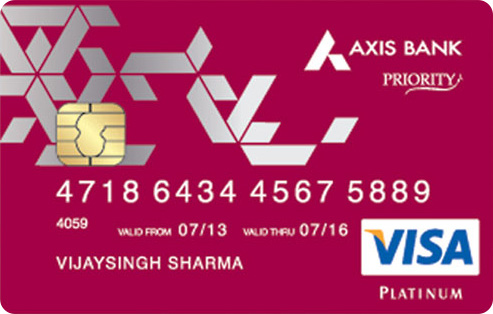 AXIS BANK
PRIORITY
4718 6434 4567 5889
4059 VALID FROM 07/13 VALID THRU 07/16
VIJAYSINGH SHARMA
VISA
PLATINUM